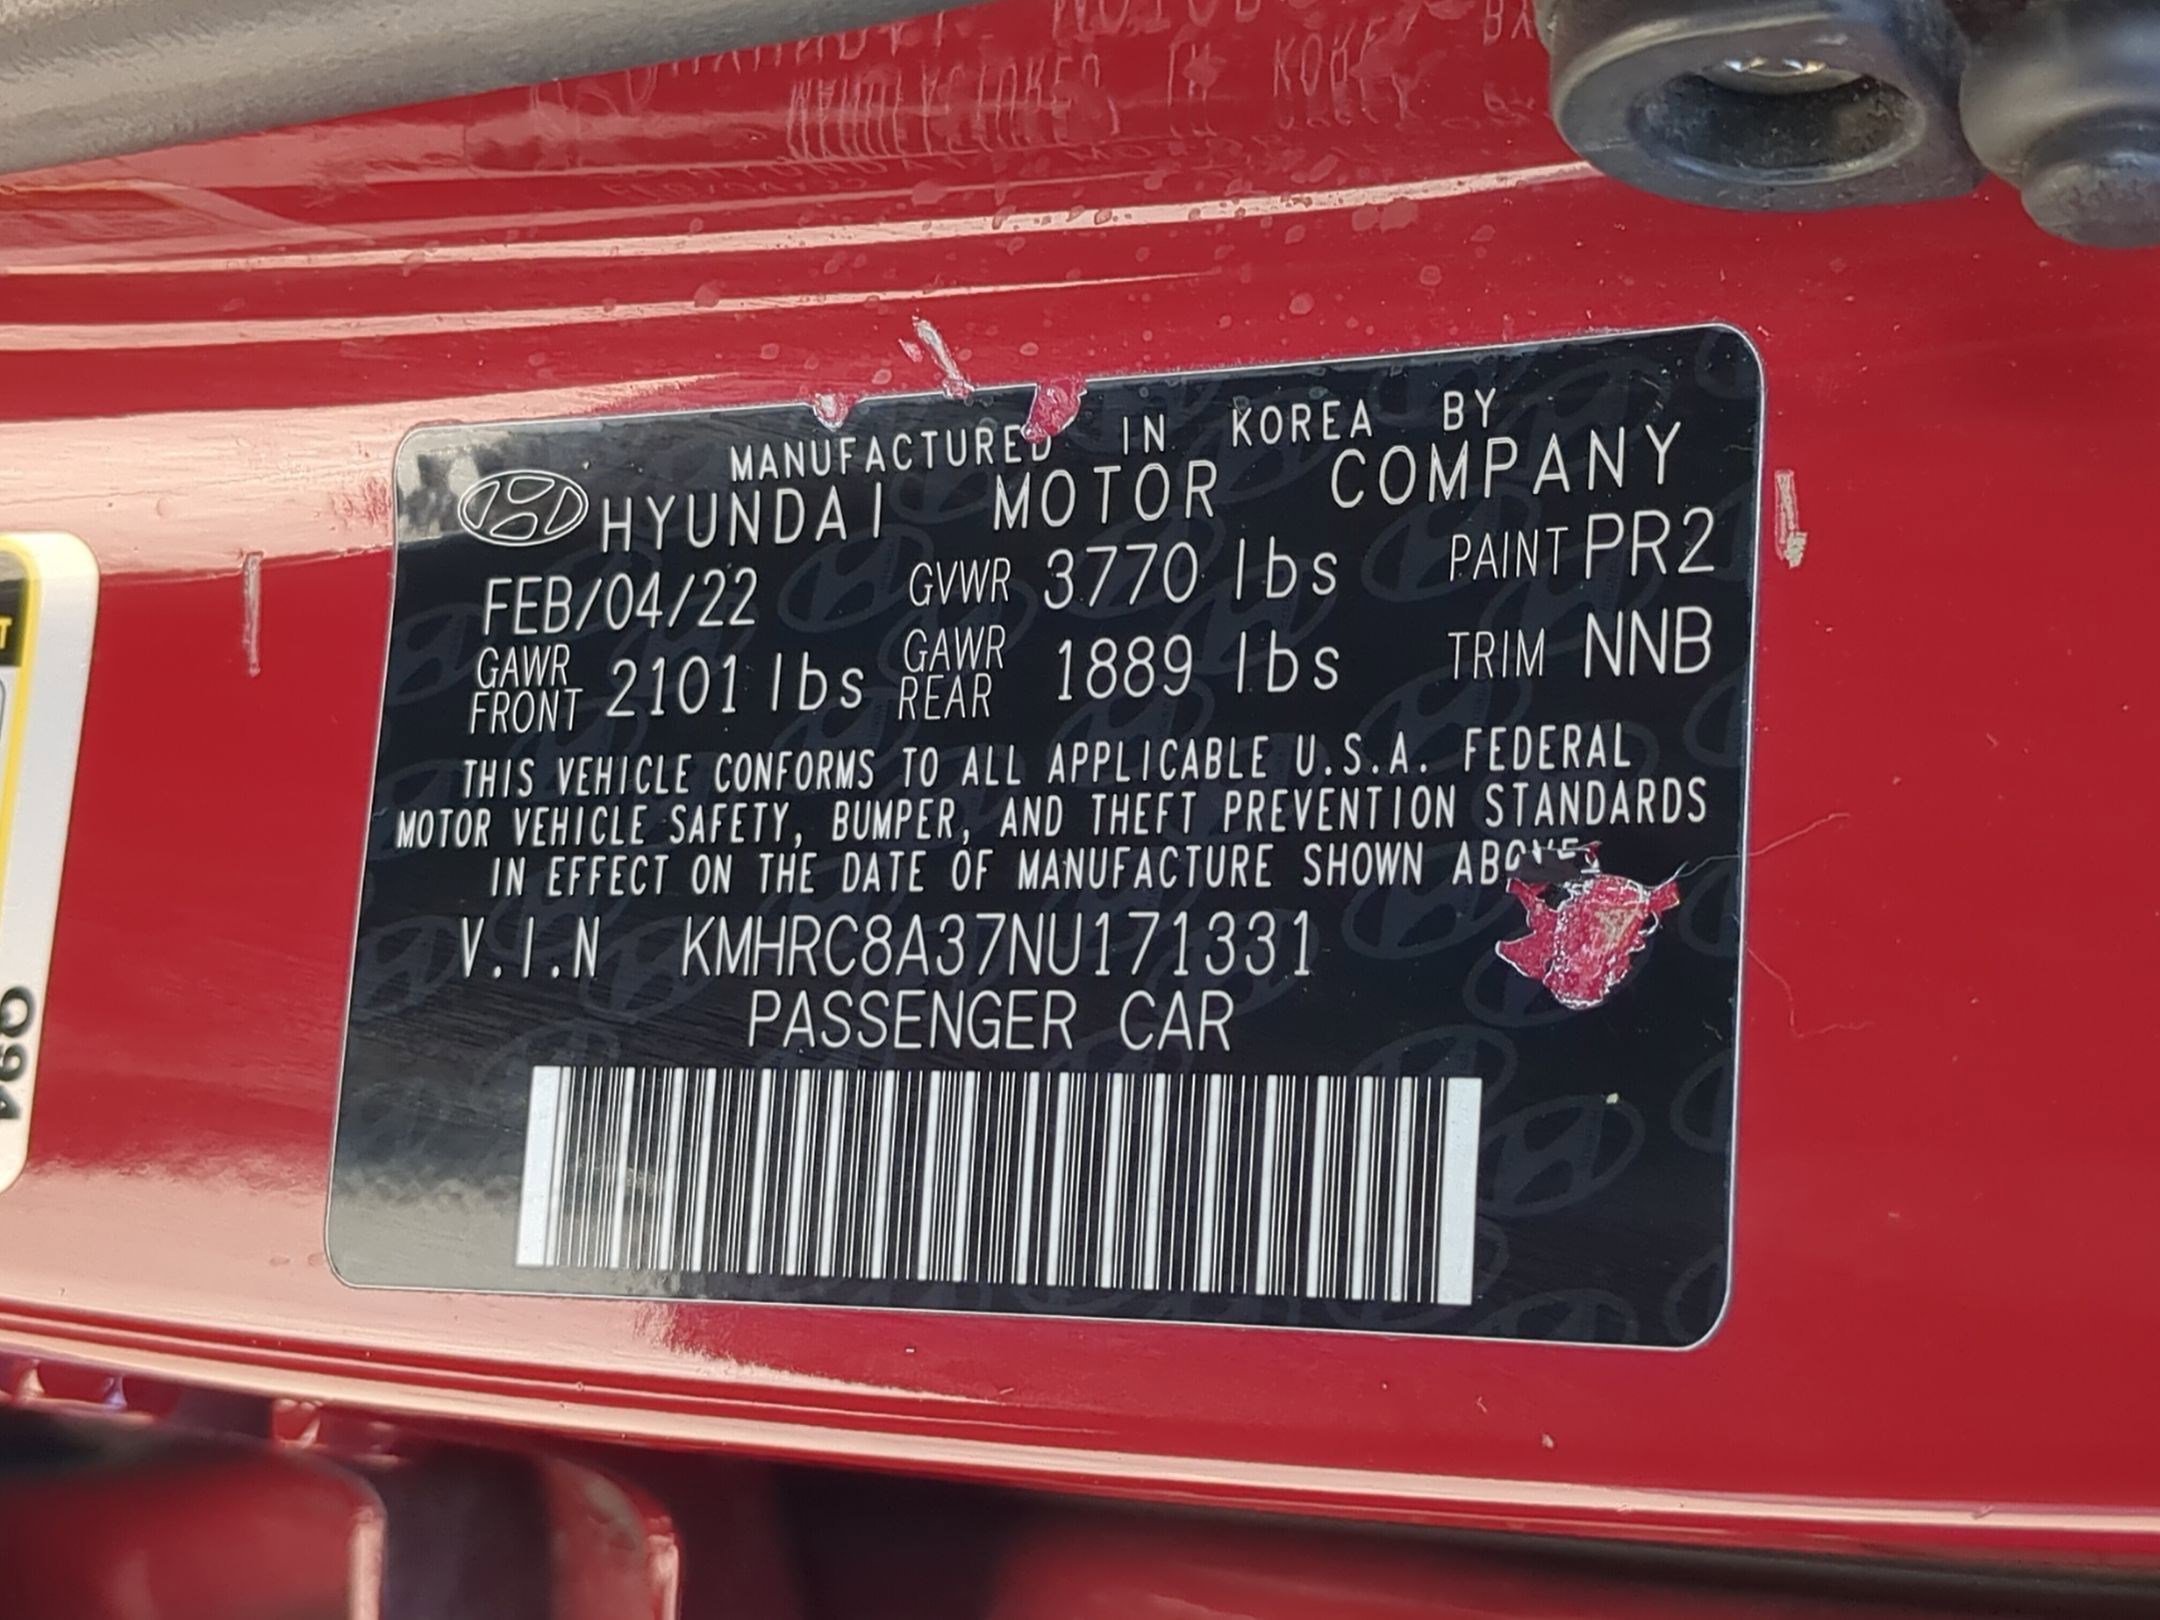 MANUFACTURED IN KOREA BY
HYUNDAI MOTOR COMPANY
FEB/04/22 GVWR 3770 lbs PAINT PR2
GAWR FRONT 2101 lbs GAWR REAR 1889 lbs TRIM NNB
THIS VEHICLE CONFORMS TO ALL APPLICABLE U.S.A. FEDERAL
MOTOR VEHICLE SAFETY, BUMPER, AND THEFT PREVENTION STANDARDS
IN EFFECT ON THE DATE OF MANUFACTURE SHOWN ABOVE.
V.I.N KMHRC8A37NU171331
PASSENGER CAR